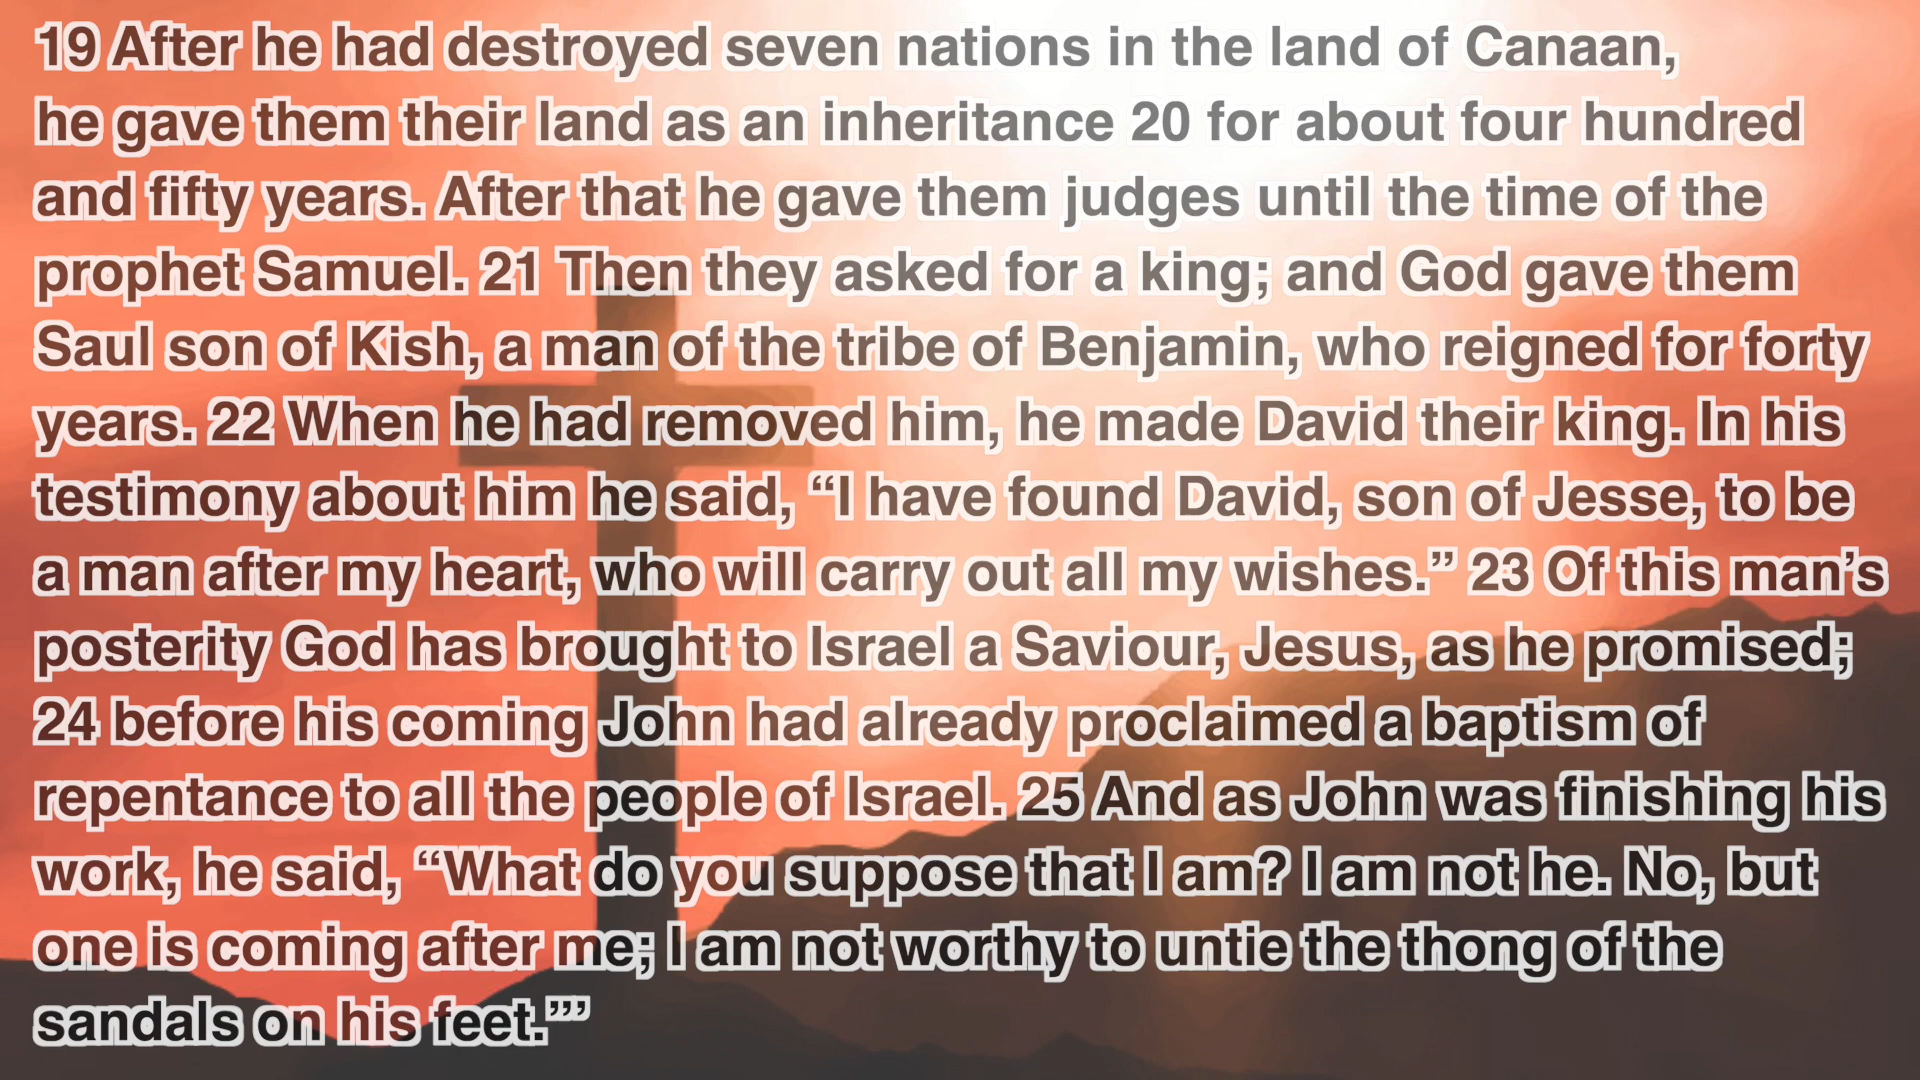 19 After he had destroyed seven nations in the land of Canaan,
he gave them their land as an inheritance 20 for about four hundred
and fifty years. After that he gave them judges until the time of the
prophet Samuel. 21 Then they asked for a king; and God gave them
Saul son of Kish, a man of the tribe of Benjamin, who reigned for forty
years. 22 When he had removed him, he made David their king. In his
testimony about him he said, “I have found David, son of Jesse, to be
a man after my heart, who will carry out all my wishes.” 23 Of this man’s
posterity God has brought to Israel a Saviour, Jesus, as he promised;
24 before his coming John had already proclaimed a baptism of
repentance to all the people of Israel. 25 And as John was finishing his
work, he said, “What do you suppose that I am? I am not he. No, but
one is coming after me; I am not worthy to untie the thong of the
sandals on his feet.”’